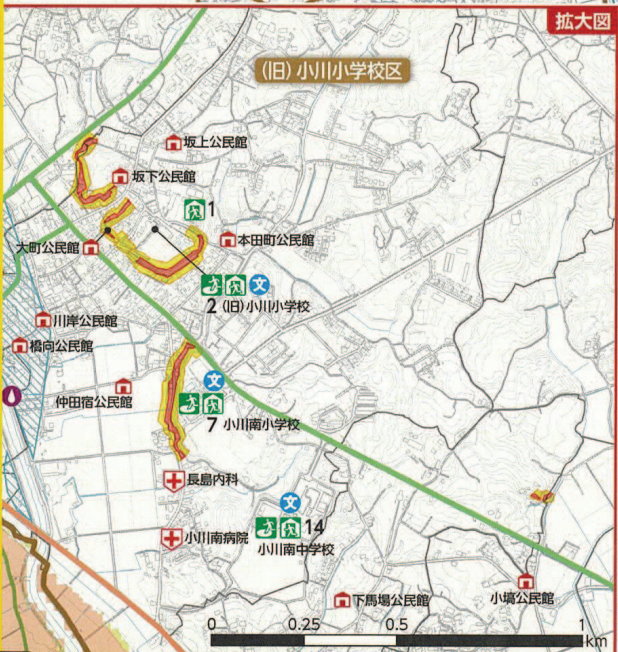 拡大図
(旧)小川小学校区
坂上公民館
坂下公民館
1
大町公民館
本田町公民館
文
2 (旧)小川小学校
川岸公民館
橋向公民館
文
仲田宿公民館
7 小川南小学校
長島内科
文
14
小川南病院
小川南中学校
下馬場公民館
小塙公民館
0
0.25
0.5
1
km